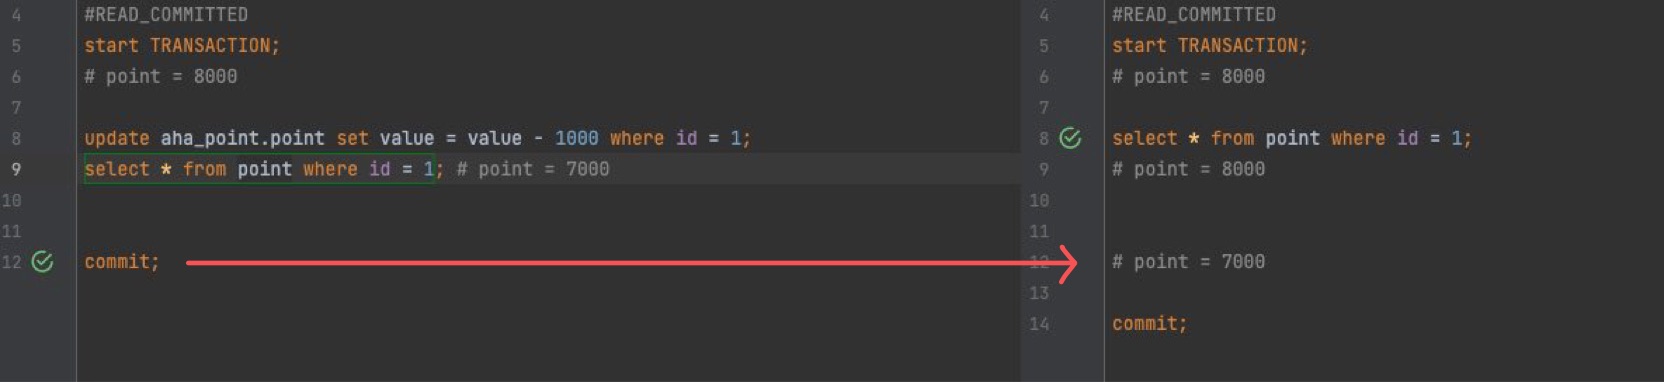 4 #READ_COMMITTED
5 start TRANSACTION;
6 # point = 8000
7
8 update aha_point.point set value = value - 1000 where id = 1;
9 select * from point where id = 1; # point = 7000
10
11
12 commit;
4 #READ_COMMITTED
5 start TRANSACTION;
6 # point = 8000
7
8 select * from point where id = 1;
9 # point = 8000
10
11
12 # point = 7000
13
14 commit;